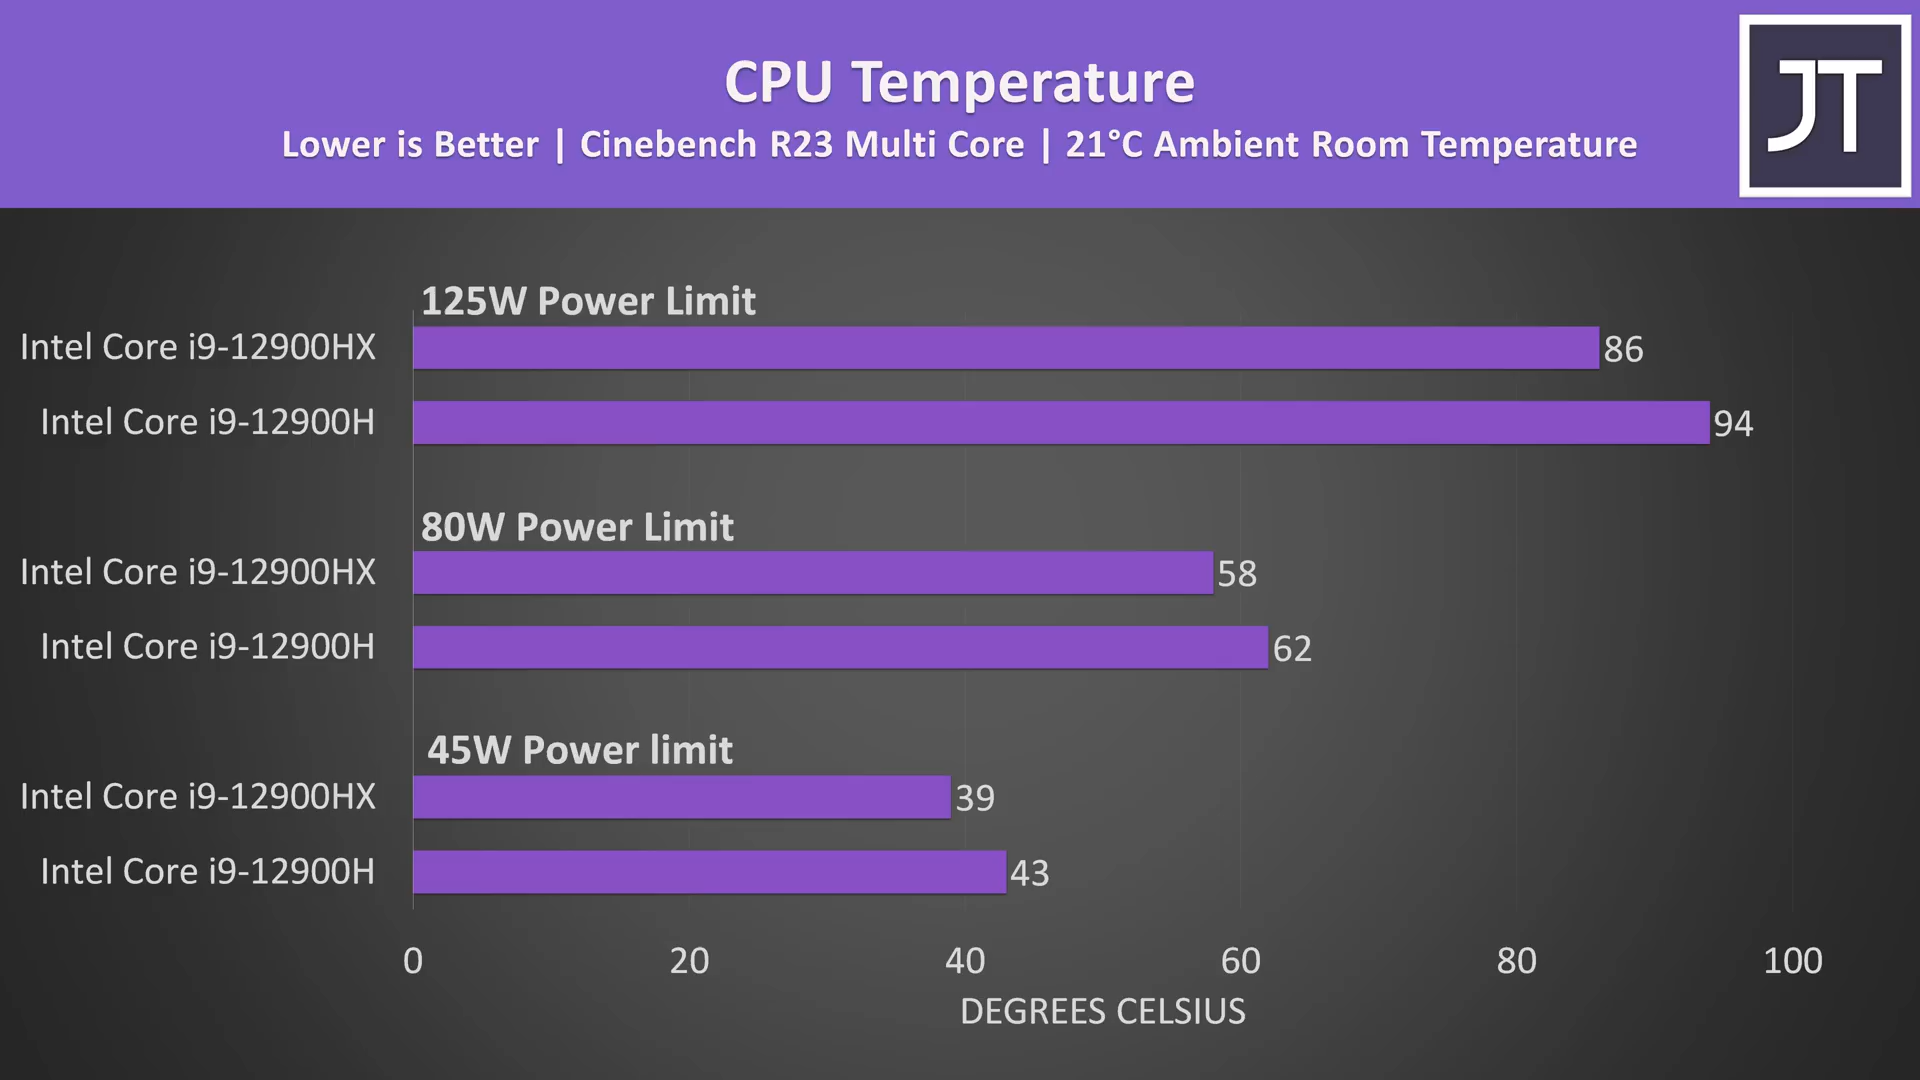 CPU Temperature
Lower is Better | Cinebench R23 Multi Core | 21°C Ambient Room Temperature
JT
125W Power Limit
Intel Core i9-12900HX 86
Intel Core i9-12900H 94
80W Power Limit
Intel Core i9-12900HX 58
Intel Core i9-12900H 62
45W Power limit
Intel Core i9-12900HX 39
Intel Core i9-12900H 43
0 20 40 60 80 100
DEGREES CELSIUS